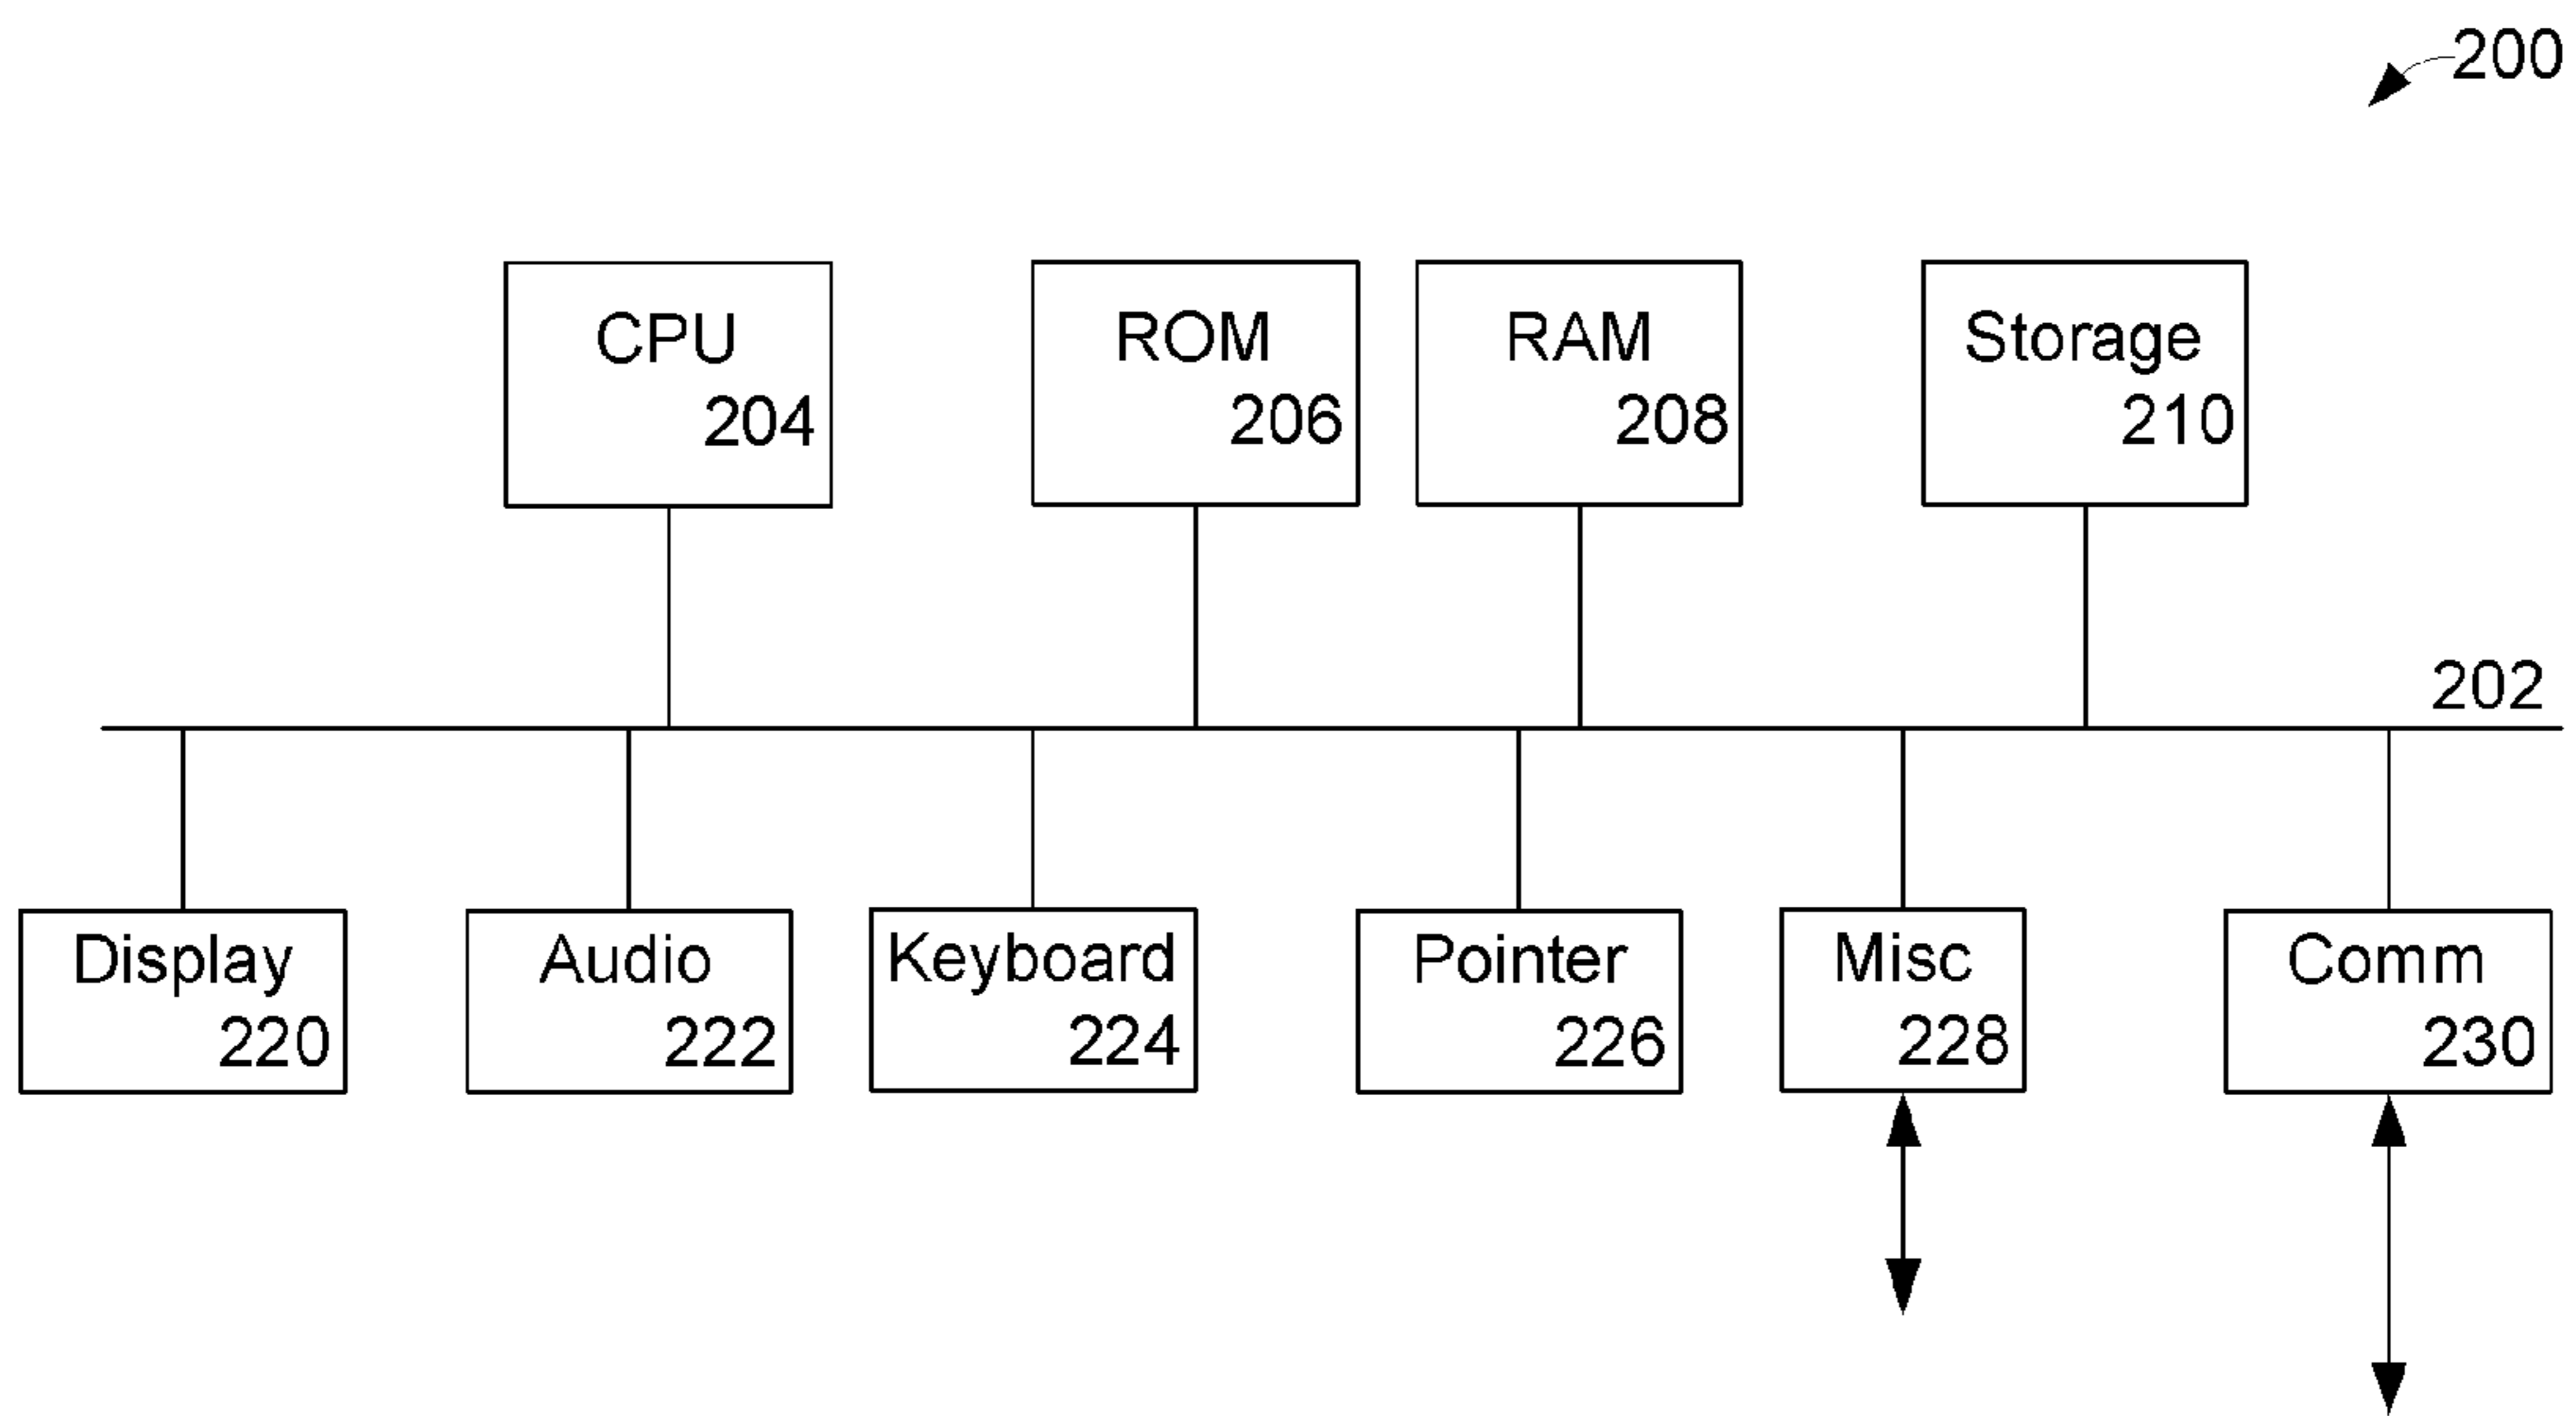 200
CPU
204
ROM
206
RAM
208
Storage
210
202
Display
220
Audio
222
Keyboard
224
Pointer
226
Misc
228
Comm
230